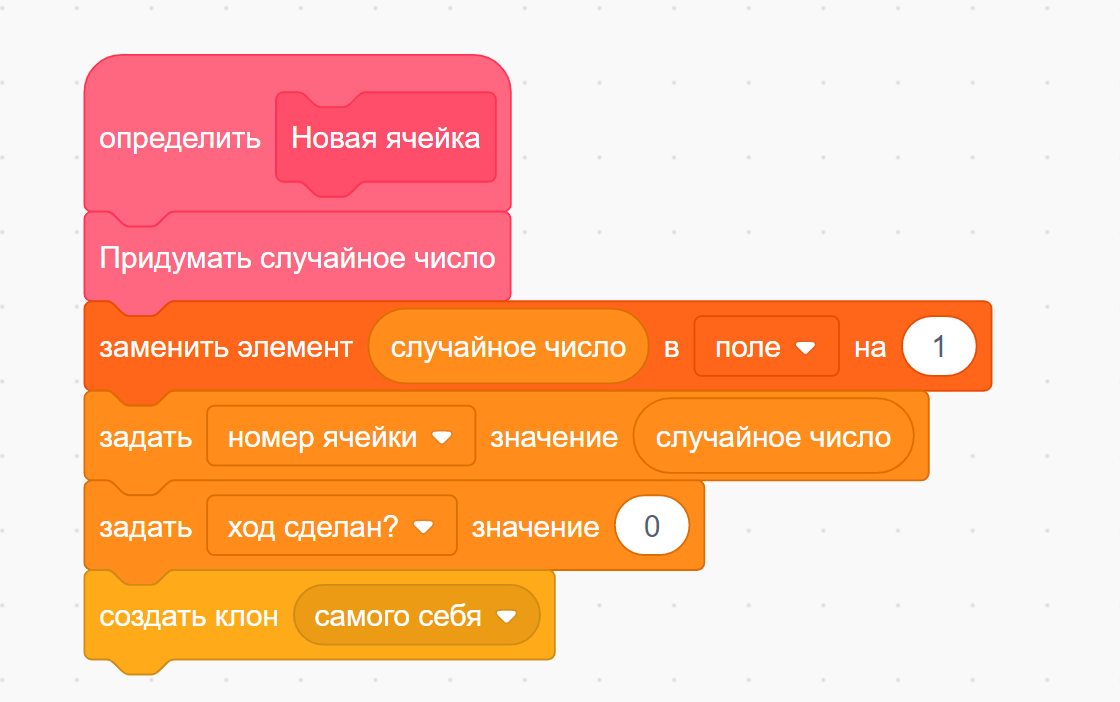 определить Новая ячейка
Придумать случайное число
заменить элемент случайное число в поле на 1
задать номер ячейки значение случайное число
задать ход сделан? значение 0
создать клон самого себя